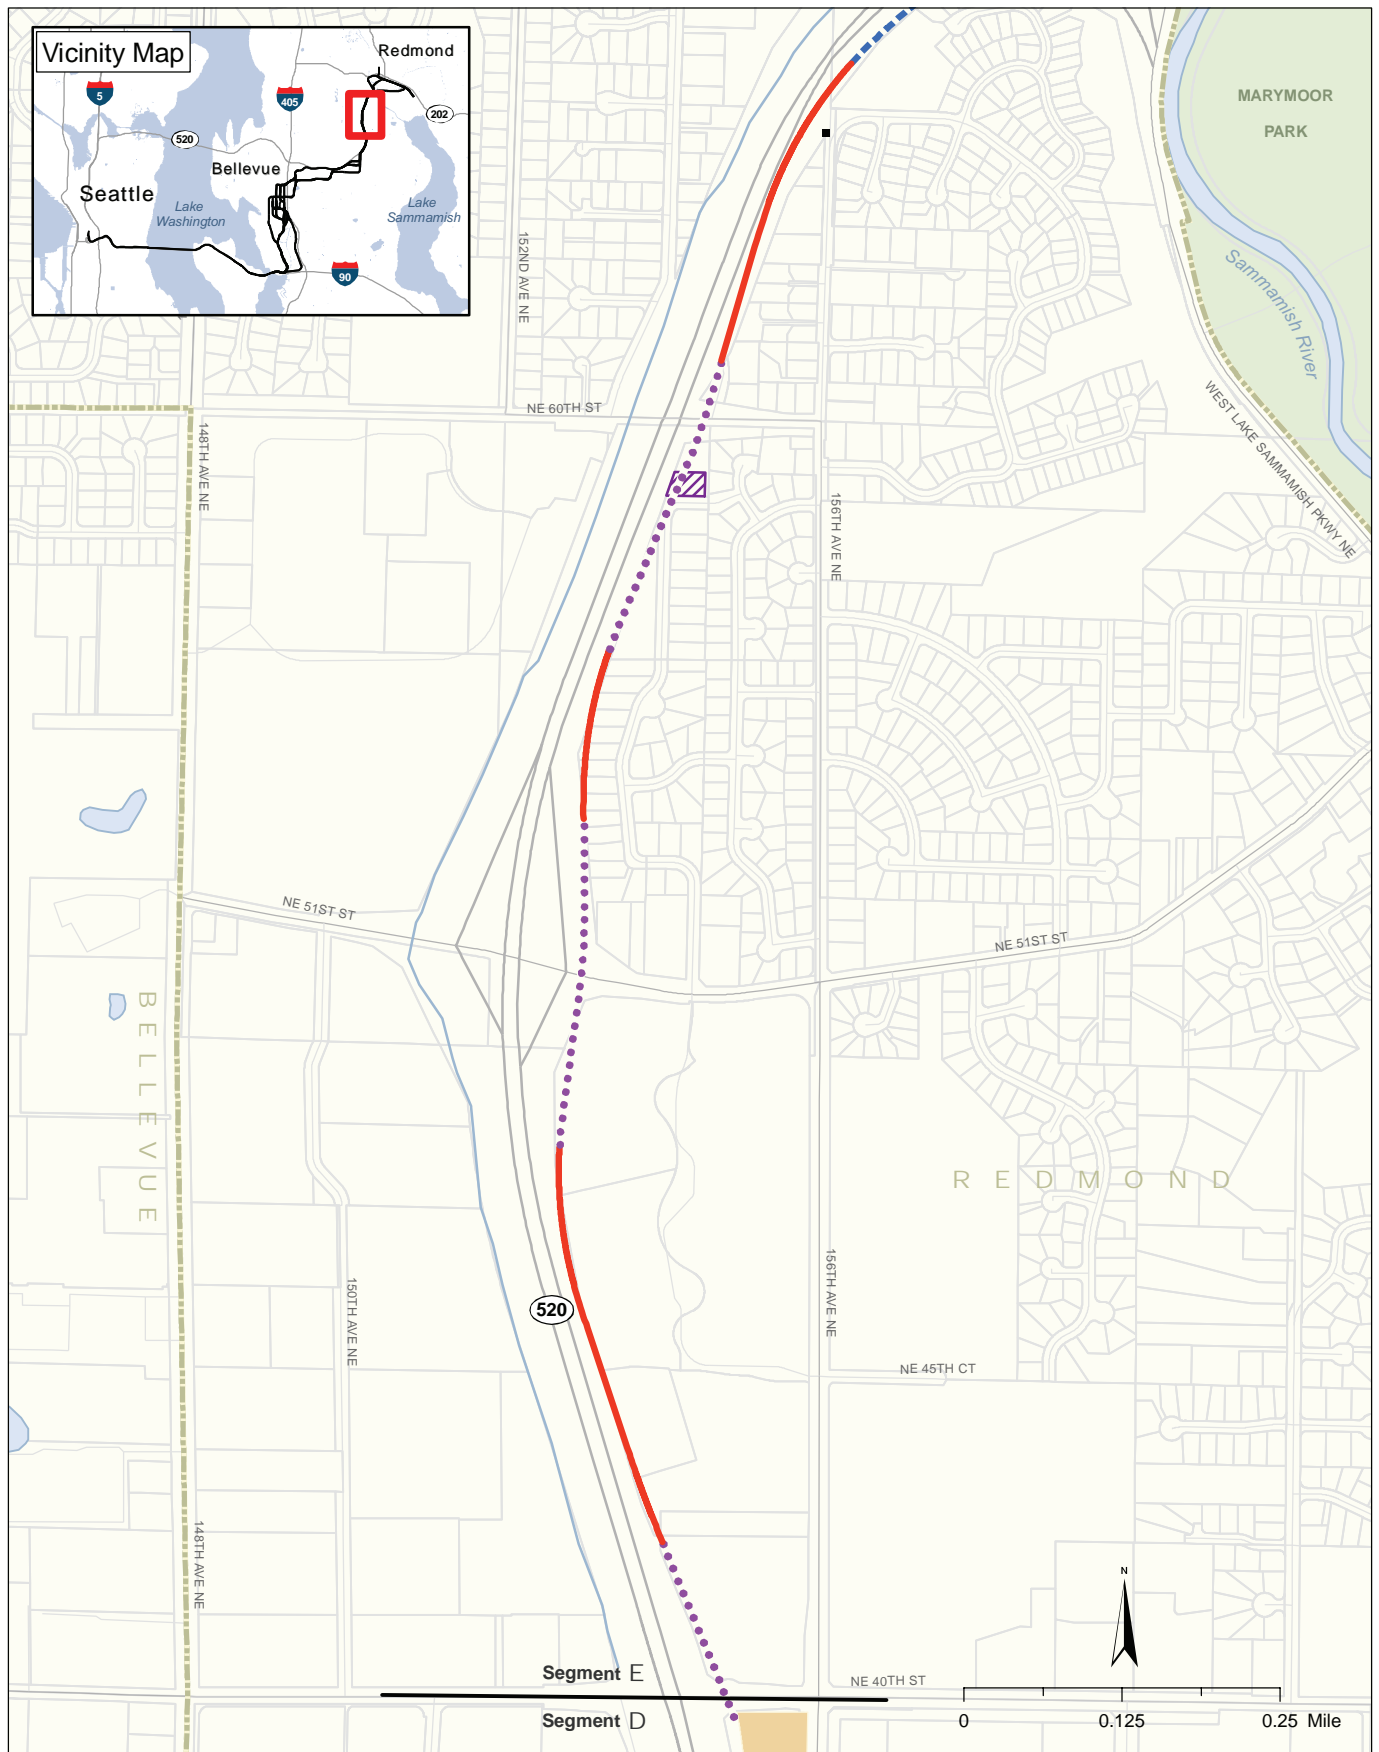 Vicinity Map
Redmond
5
405
202
520
Bellevue
Seattle
Lake
Washington
Lake
Sammamish
90
MARYMOOR
PARK
152ND AVE NE
Sammamish River
NE 60TH ST
148TH AVE NE
WEST LAKE SAMMAMISH PKWY NE
156TH AVE NE
NE 51ST ST
NE 51ST ST
BELLEVUE
REDMOND
150TH AVE NE
156TH AVE NE
520
NE 45TH CT
148TH AVE NE
N
Segment E
NE 40TH ST
Segment D
0 0.125 0.25 Mile